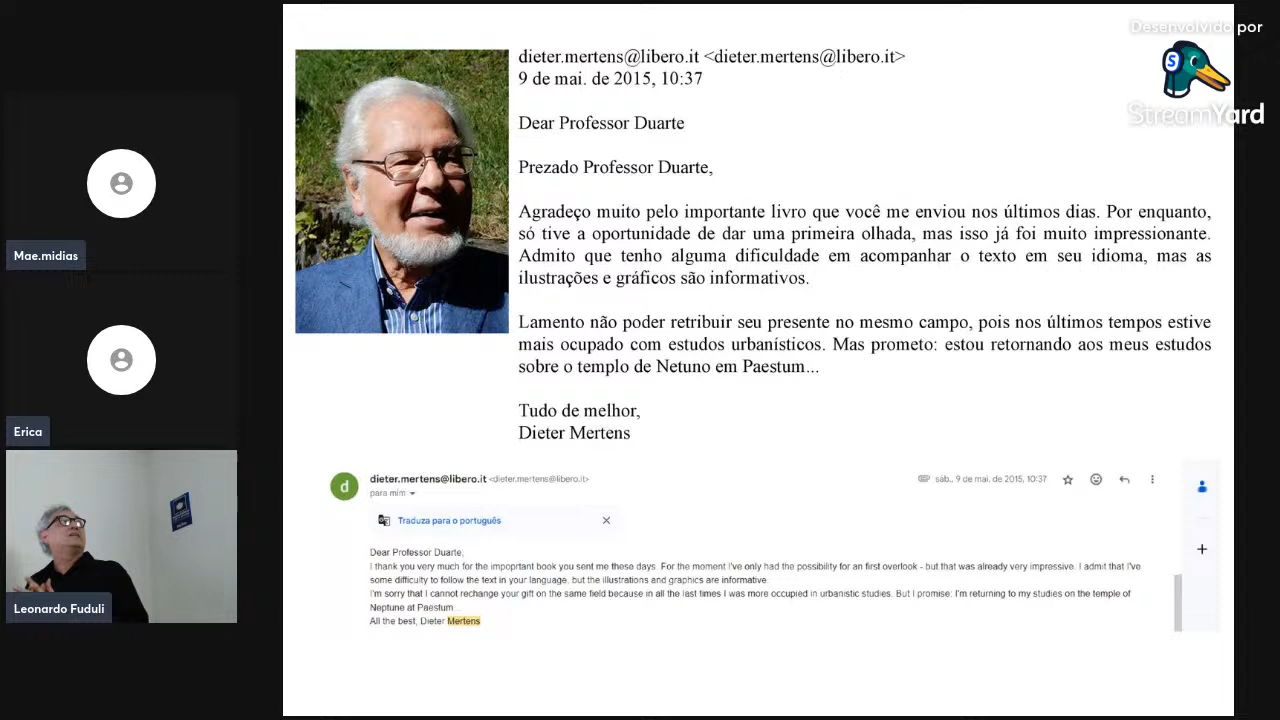 Desenvolvido por
StreamYard
Mae.midias
Erica
Leonardo Fuduli
dieter.mertens@libero.it <dieter.mertens@libero.it>
9 de mai. de 2015, 10:37
Dear Professor Duarte
Prezado Professor Duarte,
Agradeço muito pelo importante livro que você me enviou nos últimos dias. Por enquanto,
só tive a oportunidade de dar uma primeira olhada, mas isso já foi muito impressionante.
Admito que tenho alguma dificuldade em acompanhar o texto em seu idioma, mas as
ilustrações e gráficos são informativos.
Lamento não poder retribuir seu presente no mesmo campo, pois nos últimos tempos estive
mais ocupado com estudos urbanísticos. Mas prometo: estou retornando aos meus estudos
sobre o templo de Netuno em Paestum...
Tudo de melhor,
Dieter Mertens
d
dieter.mertens@libero.it <dieter.mertens@libero.it>
sáb., 9 de mai. de 2015, 10:37
para mim
Traduza para o português
Dear Professor Duarte,
I thank you very much for the impoprtant book you sent me these days. For the moment I've only had the possibility for an first overlook - but that was already very impressive. I admit that I've
some difficulty to follow the text in your language, but the illustrations and graphics are informative.
I'm sorry that I cannot rechange your gift on the same field because in all the last times I was more occupied in urbanistic studies. But I promise: I'm returning to my studies on the temple of
Neptune at Paestum...
All the best, Dieter Mertens